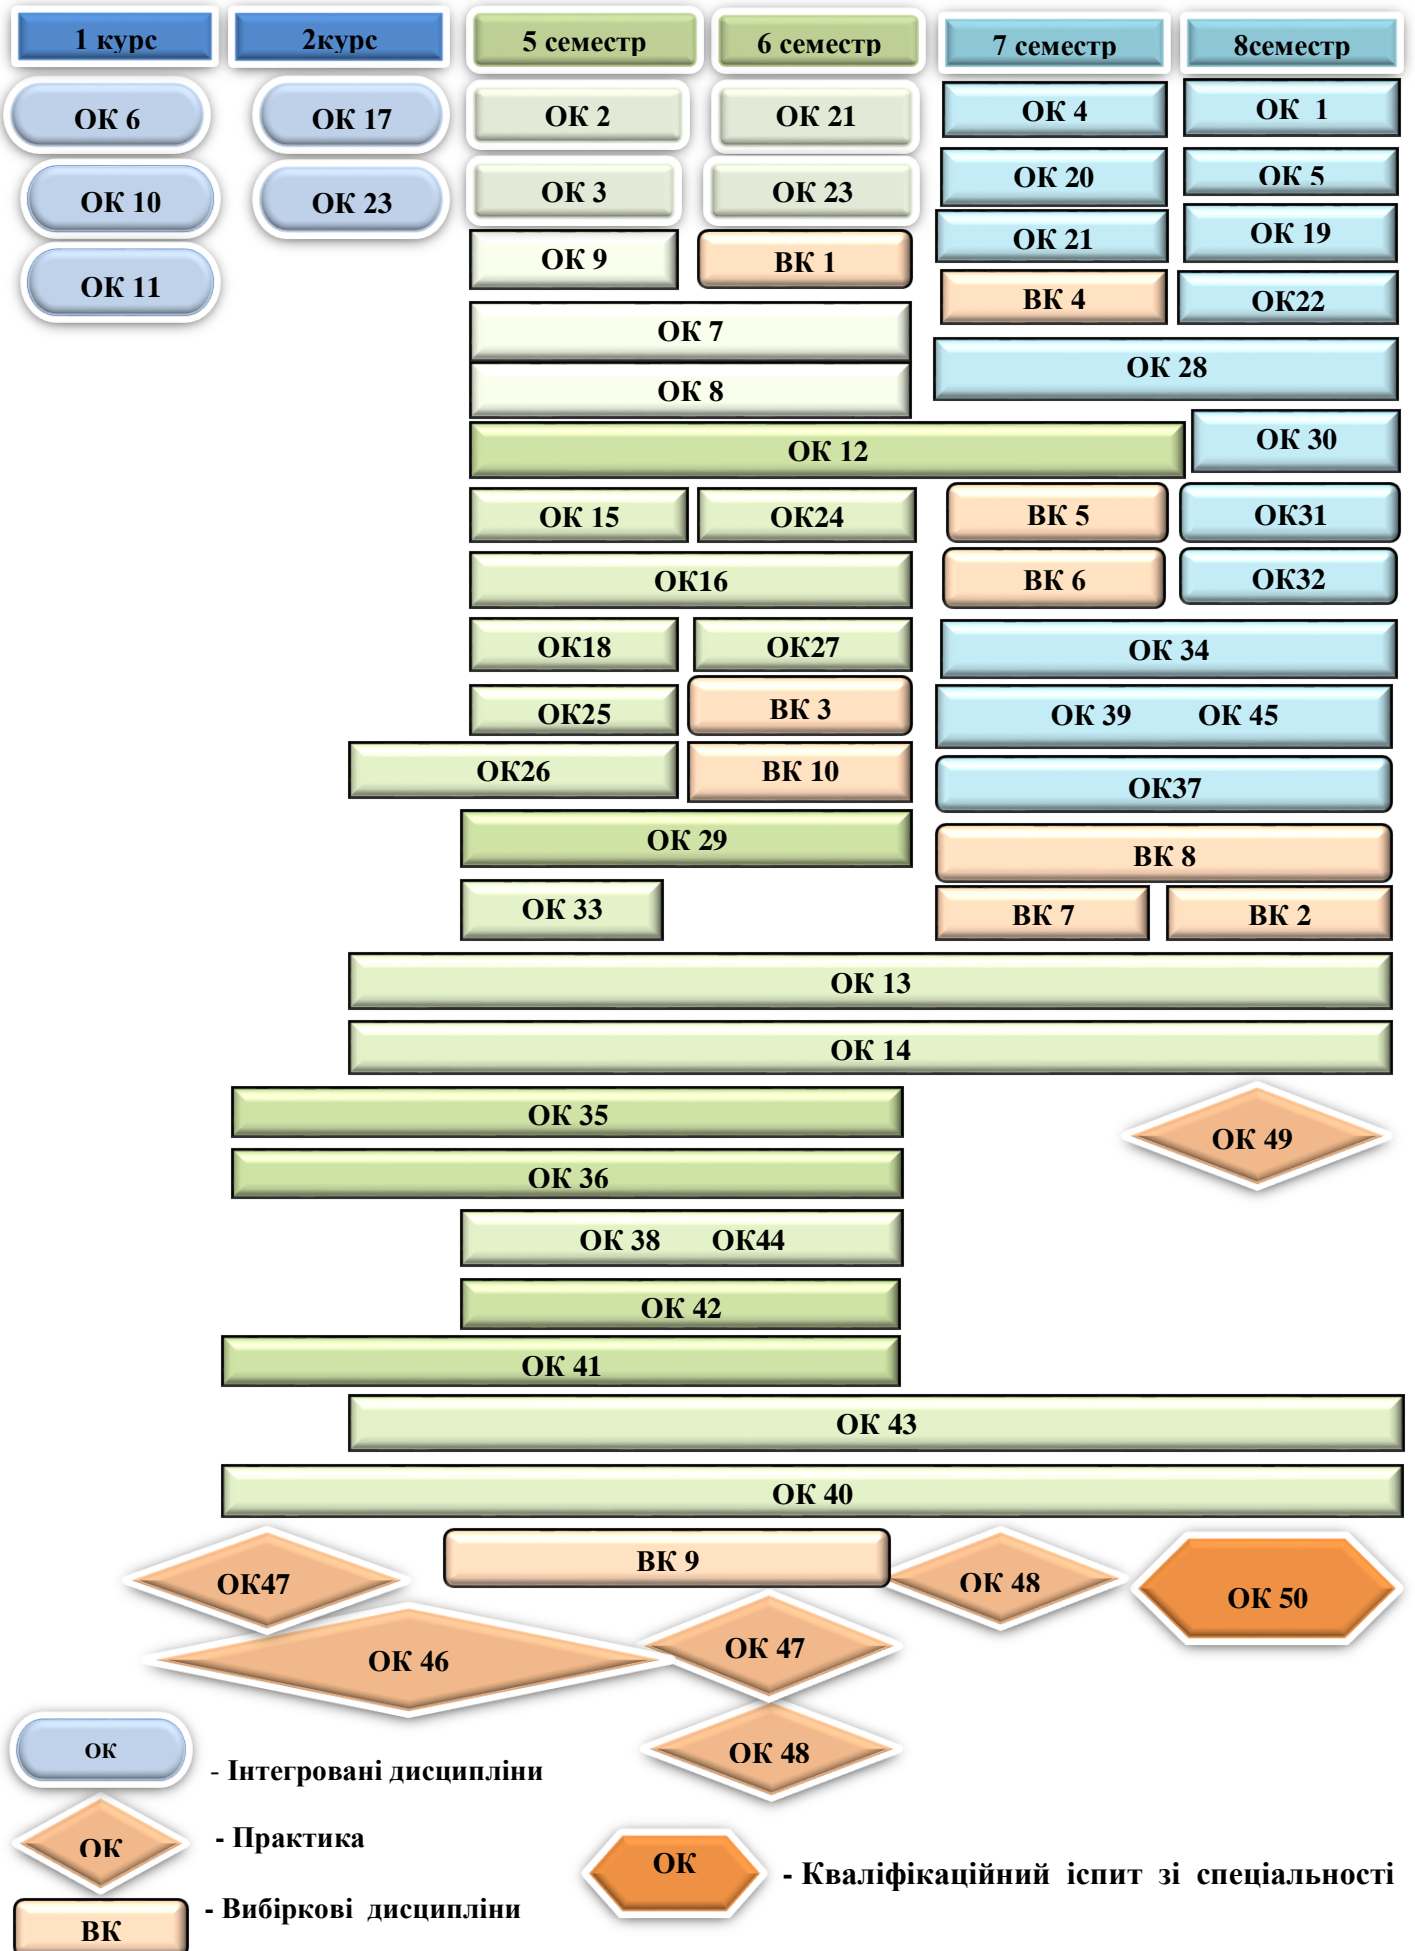 1 курс 2курс 5 семестр 6 семестр 7 семестр 8семестр
ОК 6 ОК 17 ОК 2 ОК 21 ОК 4 ОК 1
ОК 10 ОК 23 ОК 3 ОК 23 ОК 20 ОК 5
ОК 11 ОК 9 ВК 1 ОК 21 ОК 19
ВК 4 ОК22
ОК 7
ОК 28
ОК 8
ОК 12 ОК 30
ОК 15 ОК24 ВК 5 ОК31
ОК16 ВК 6 ОК32
ОК18 ОК27 ОК 34
ОК25 ВК 3 ОК 39 ОК 45
ОК26 ВК 10 ОК37
ОК 29 ВК 8
ОК 33 ВК 7 ВК 2
ОК 13
ОК 14
ОК 35
ОК 49
ОК 36
ОК 38 ОК44
ОК 42
ОК 41
ОК 43
ОК 40
ВК 9
ОК47 ОК 48 ОК 50
ОК 46 ОК 47
ОК 48
ОК - Інтегровані дисципліни
ОК - Практика
ОК - Кваліфікаційний іспит зі спеціальності
ВК - Вибіркові дисципліни